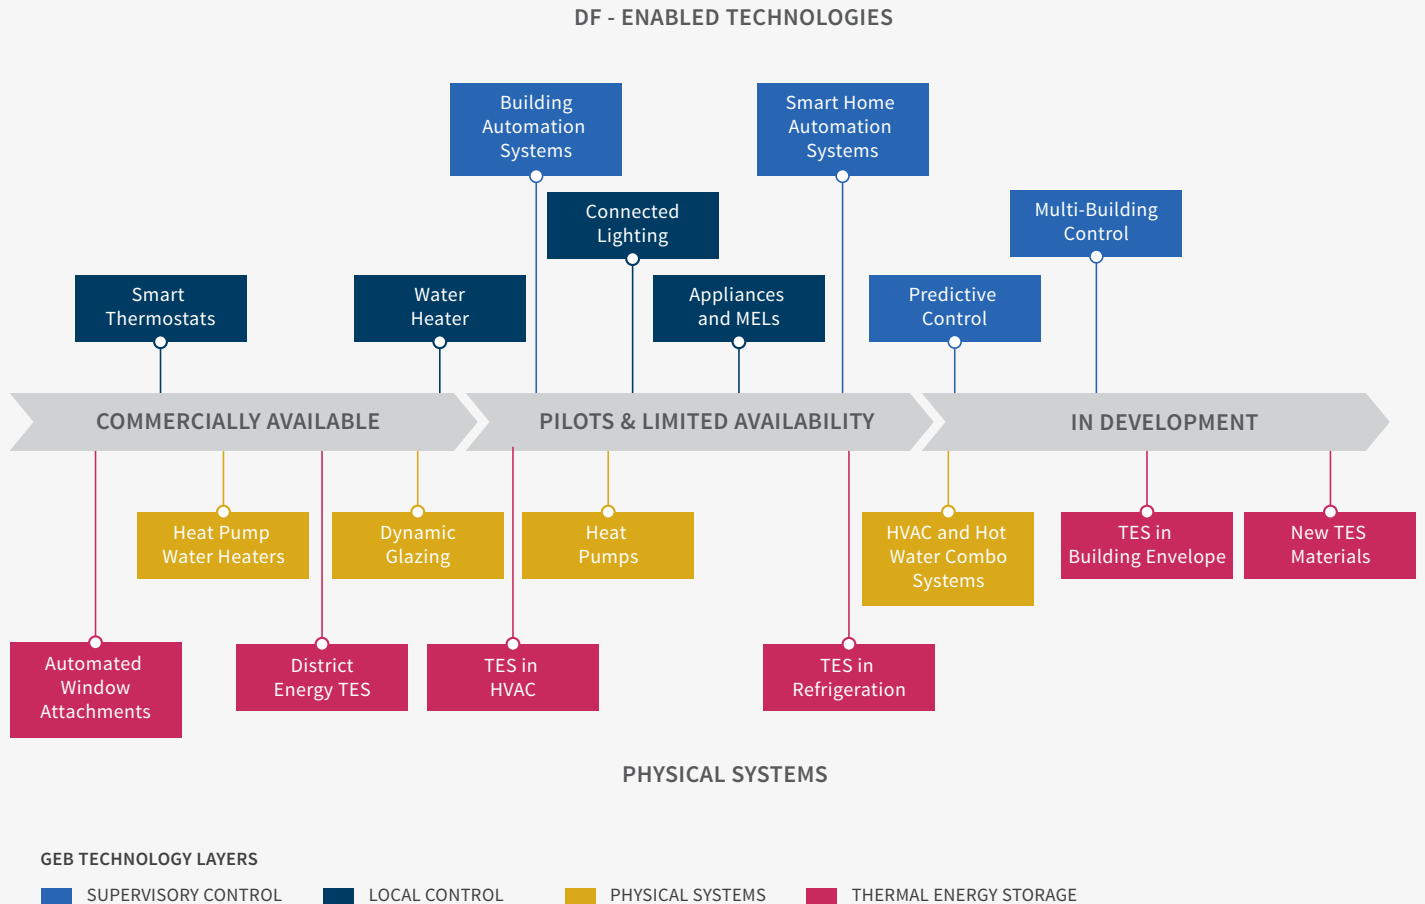 DF - ENABLED TECHNOLOGIES
Building
Automation
Systems
Smart Home
Automation
Systems
Connected
Lighting
Multi-Building
Control
Smart
Thermostats
Water
Heater
Appliances
and MELs
Predictive
Control
COMMERCIALLY AVAILABLE
PILOTS & LIMITED AVAILABILITY
IN DEVELOPMENT
Heat Pump
Water Heaters
Dynamic
Glazing
Heat
Pumps
HVAC and Hot
Water Combo
Systems
TES in
Building Envelope
New TES
Materials
Automated
Window
Attachments
District
Energy TES
TES in
HVAC
TES in
Refrigeration
PHYSICAL SYSTEMS
GEB TECHNOLOGY LAYERS
SUPERVISORY CONTROL
LOCAL CONTROL
PHYSICAL SYSTEMS
THERMAL ENERGY STORAGE